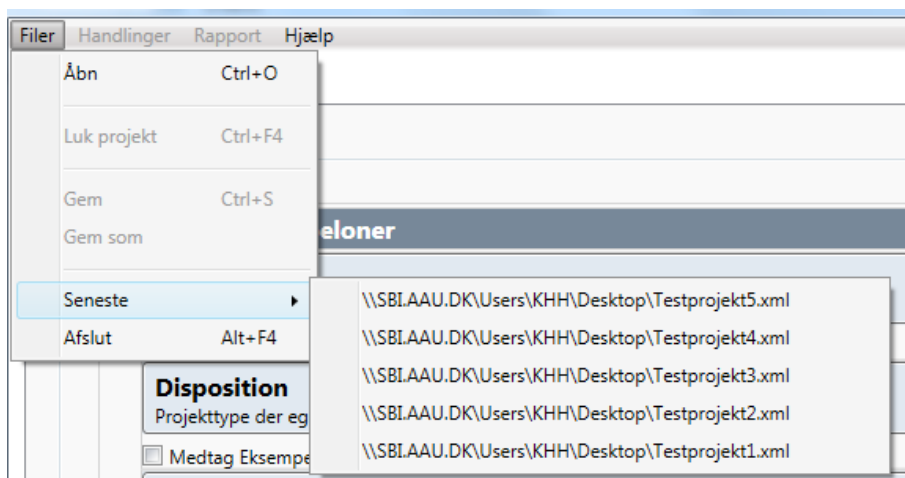 Filer Handlinger Rapport Hjælp
Åbn Ctrl+O
Luk projekt Ctrl+F4
Gem Ctrl+S
Gem som
eloner
Seneste
\\SBI.AAU.DK\Users\KHH\Desktop\Testprojekt5.xml
Afslut Alt+F4
\\SBI.AAU.DK\Users\KHH\Desktop\Testprojekt4.xml
\\SBI.AAU.DK\Users\KHH\Desktop\Testprojekt3.xml
\\SBI.AAU.DK\Users\KHH\Desktop\Testprojekt2.xml
\\SBI.AAU.DK\Users\KHH\Desktop\Testprojekt1.xml
Disposition
Projekttype der eg
Medtag Eksempe